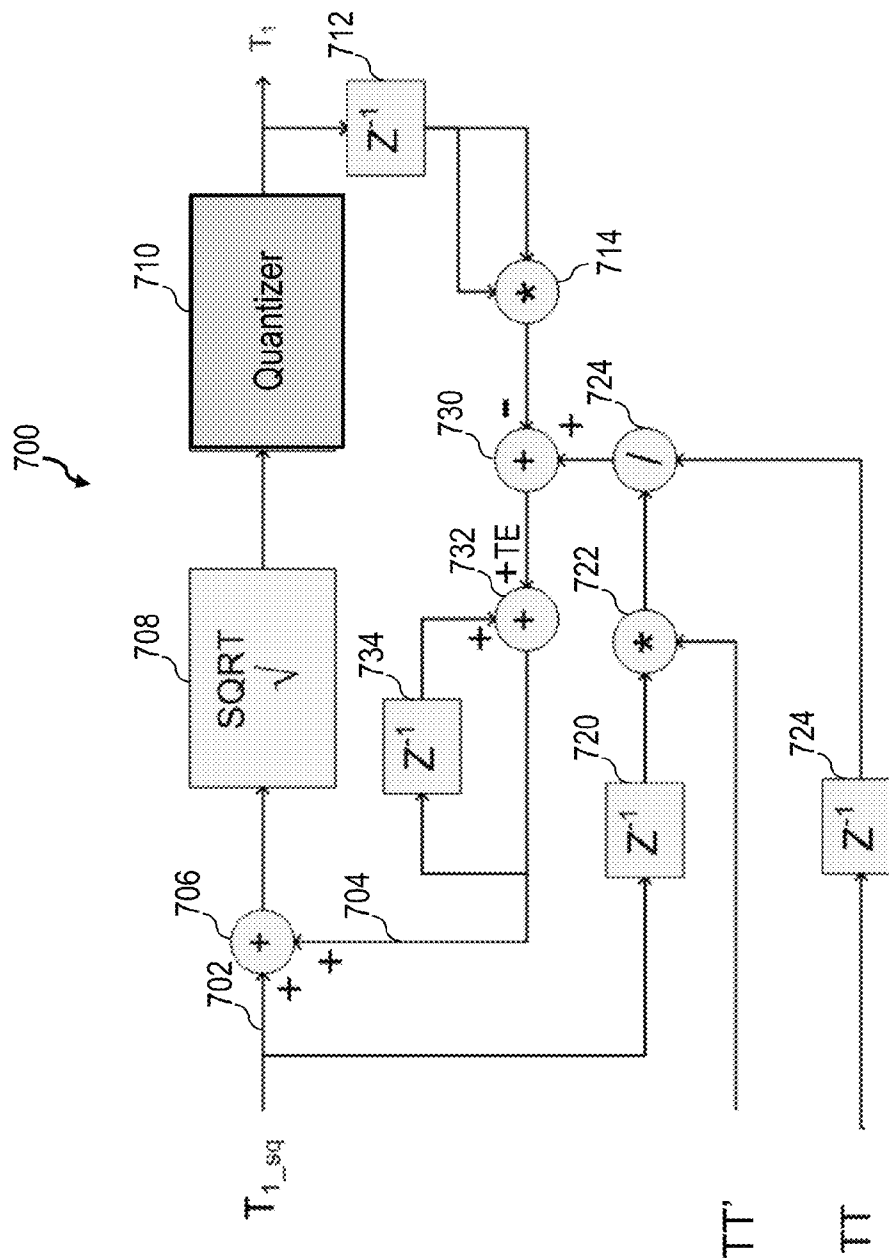 700
T1_sq
702
+
+
706
+
704
708
SQRT
√
710
Quantizer
T1
712
Z-1
714
*
-
730
+
+
+TE
732
+
+
734
Z-1
720
Z-1
722
*
724
/
724
Z-1
TT'
TT